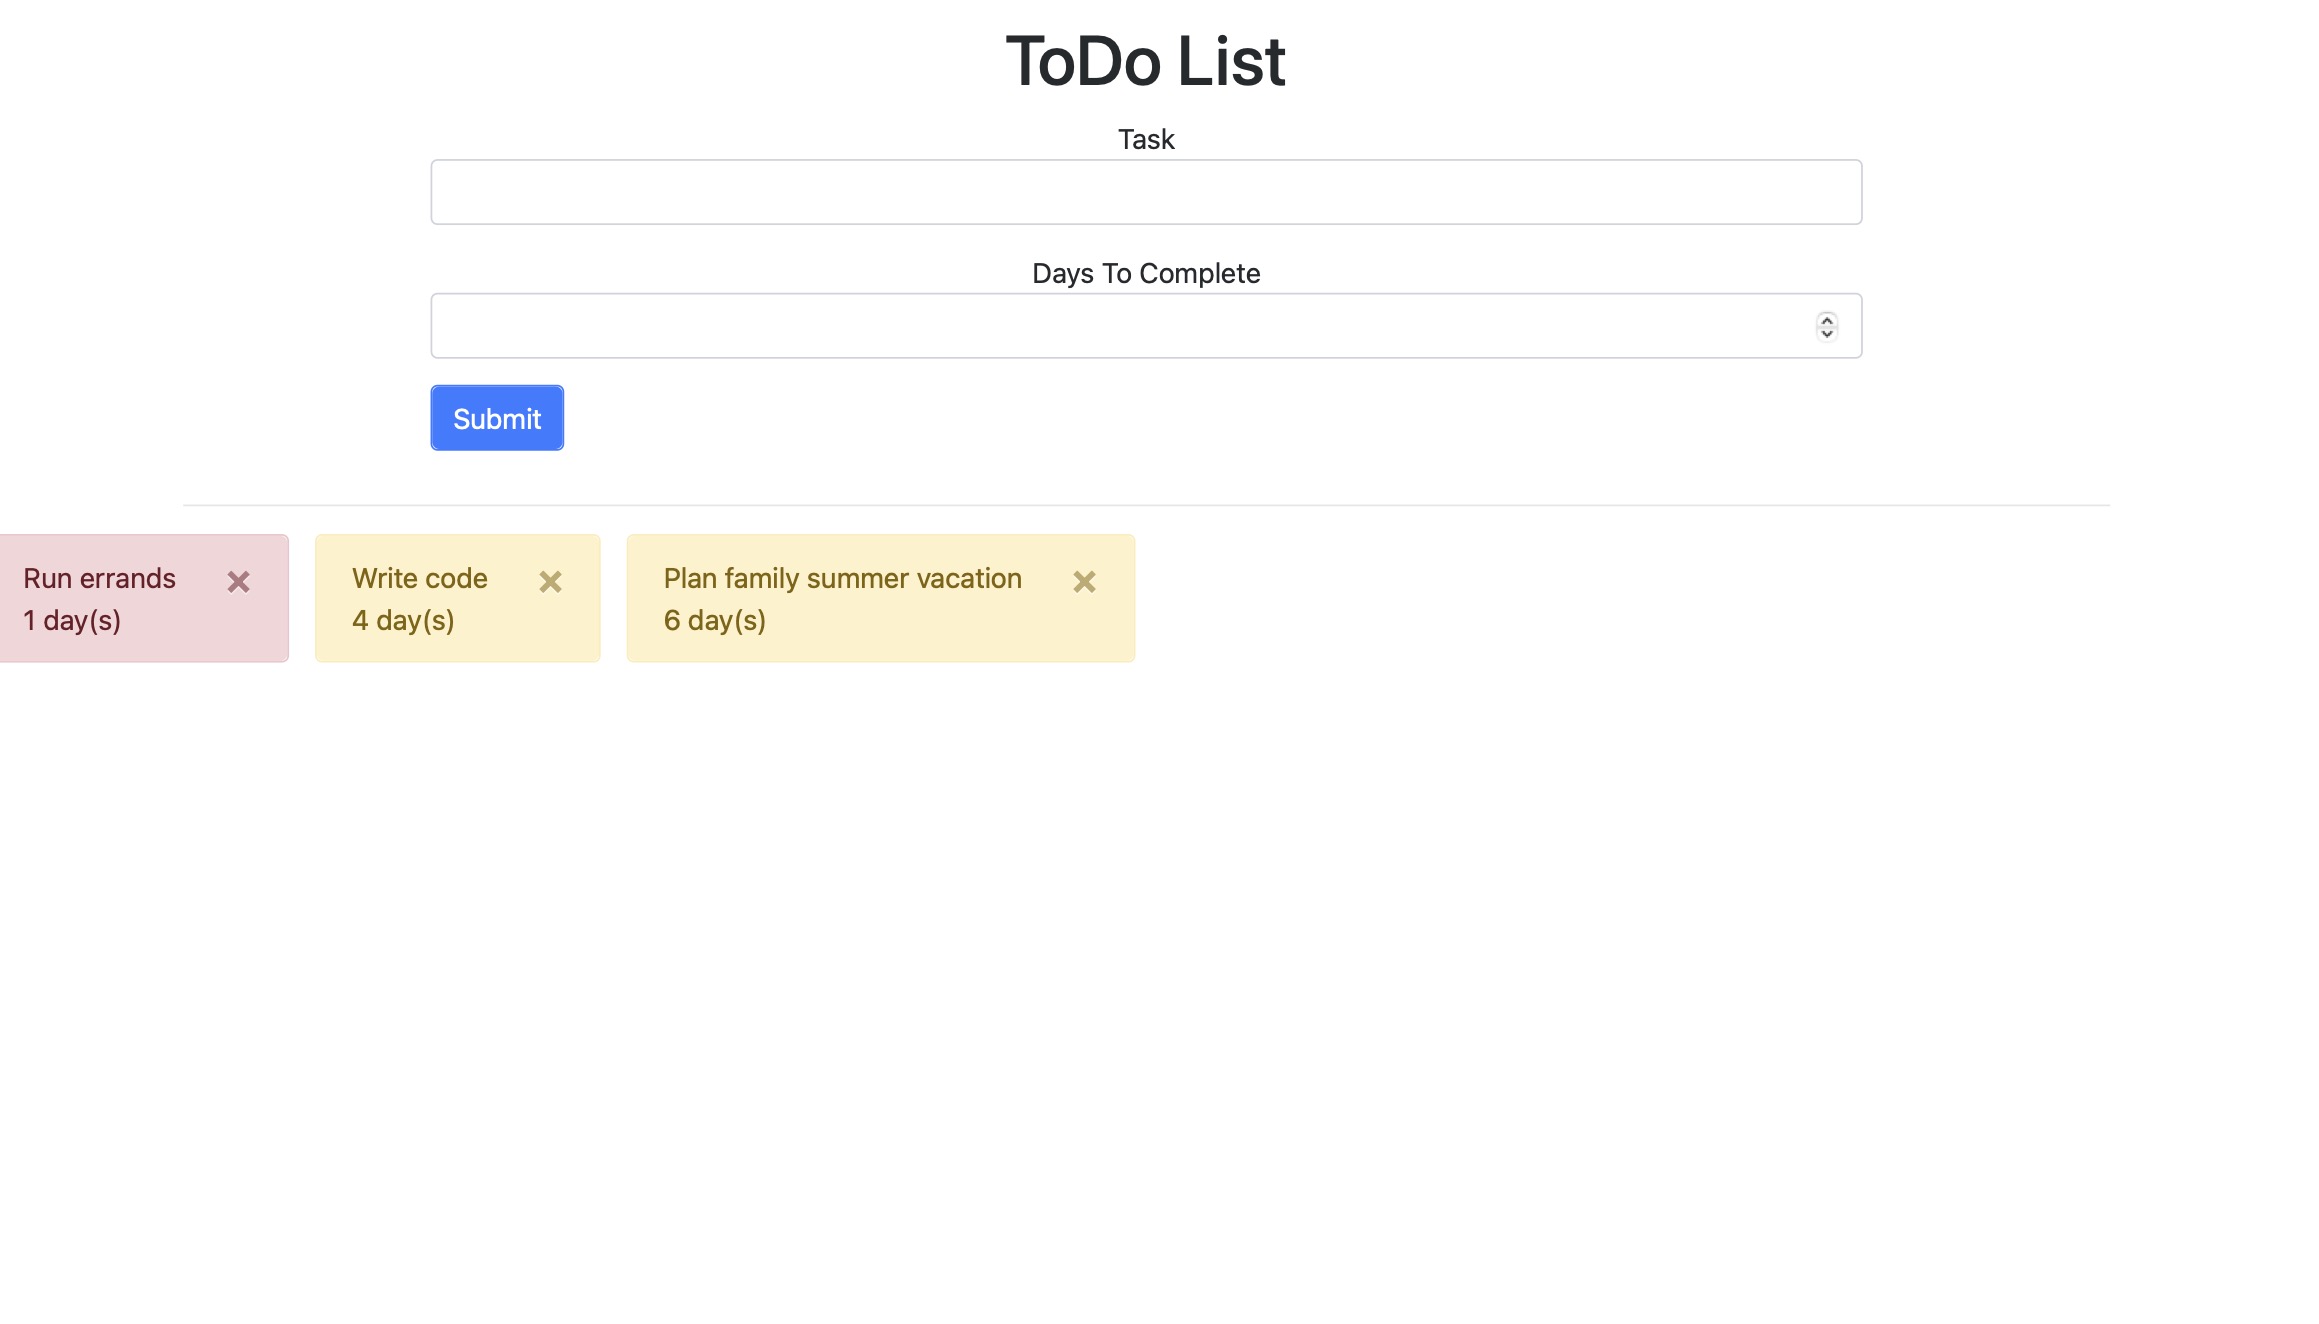 ToDo List
Task
Days To Complete
Submit
Run errands
1 day(s)
Write code
4 day(s)
Plan family summer vacation
6 day(s)